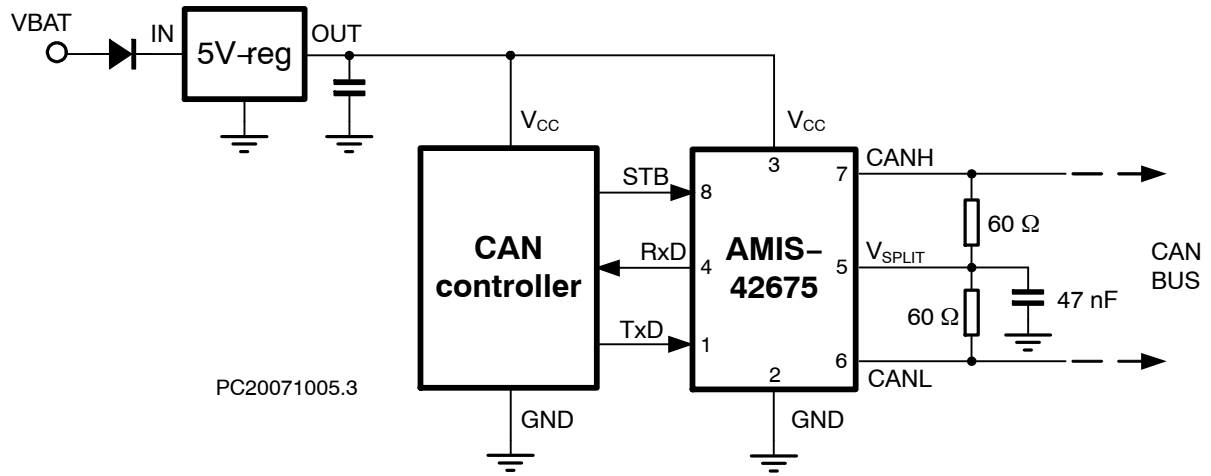 VBAT
IN
5V-reg
OUT
VCC
VCC
CAN
controller
STB
RxD
TxD
GND
8
4
1
3
AMIS-
42675
2
GND
7
5
6
CANH
VSPLIT
CANL
60 Ω
60 Ω
47 nF
CAN
BUS
PC20071005.3